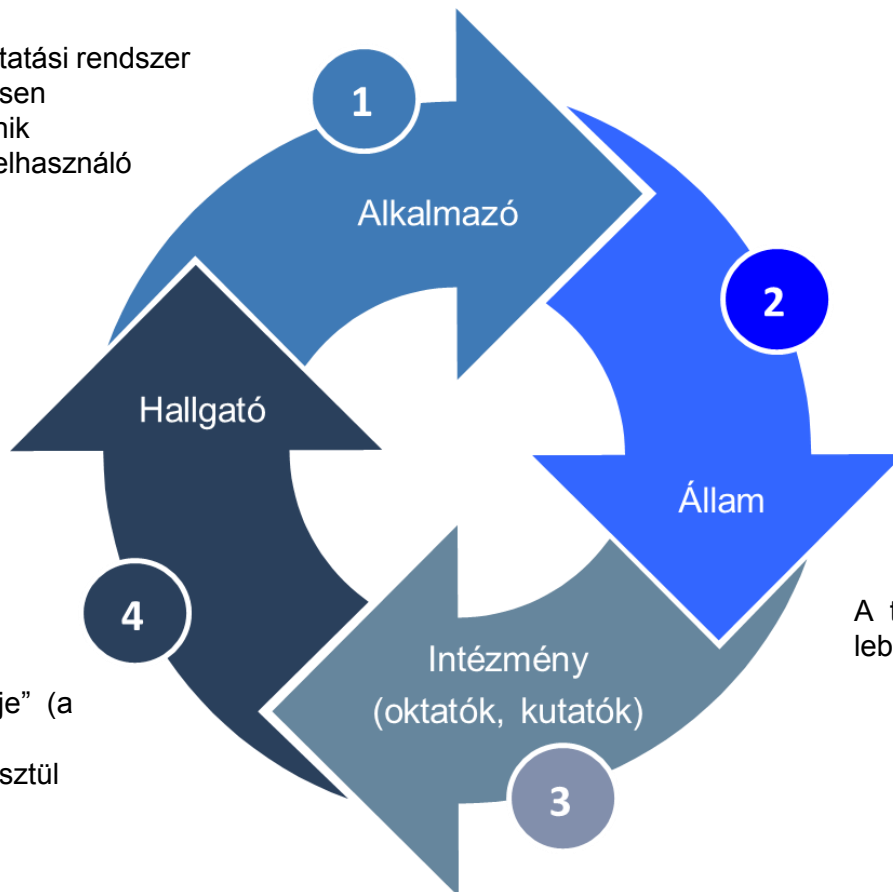 tatási rendszer
sen
nik
elhasználó
1
Alkalmazó
2
Állam
Hallgató
4
Intézmény
(oktatók, kutatók)
3
A t
leb
je” (a
sztül